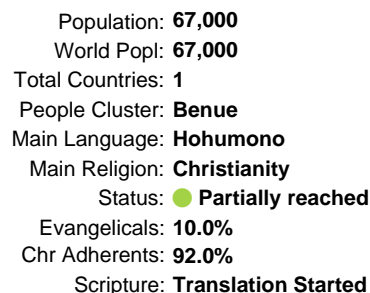 Population: 67,000
World Popl: 67,000
Total Countries: 1
People Cluster: Benue
Main Language: Hohumono
Main Religion: Christianity
Status: Partially reached
Evangelicals: 10.0%
Chr Adherents: 92.0%
Scripture: Translation Started